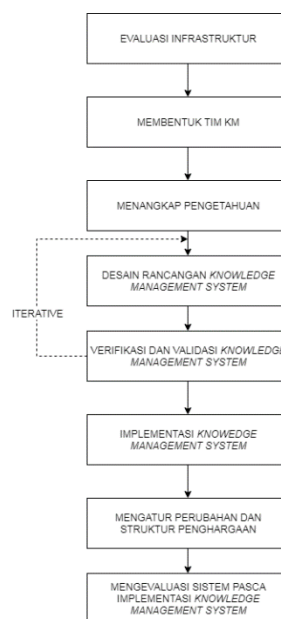 EVALUASI INFRASTRUKTUR
MEMBENTUK TIM KM
MENANGKAP PENGETAHUAN
DESAIN RANCANGAN KNOWLEDGE
MANAGEMENT SYSTEM
ITERATIVE
VERIFIKASI DAN VALIDASI KNOWLEDGE
MANAGEMENT SYSTEM
IMPLEMENTASI KNOWEDGE
MANAGEMENT SYSTEM
MENGATUR PERUBAHAN DAN
STRUKTUR PENGHARGAAN
MENGEVALUASI SISTEM PASCA
IMPLEMENTASI KNOWLEDGE
MANAGEMENT SYSTEM